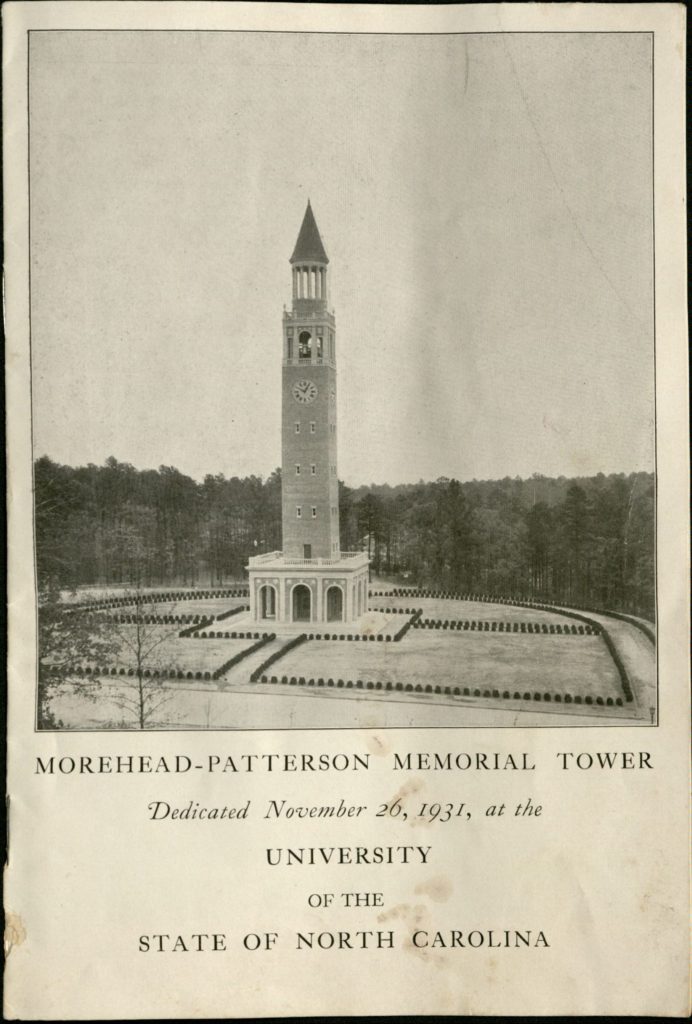 MOREHEAD-PATTERSON MEMORIAL TOWER
Dedicated November 26, 1931, at the
UNIVERSITY
OF THE
STATE OF NORTH CAROLINA